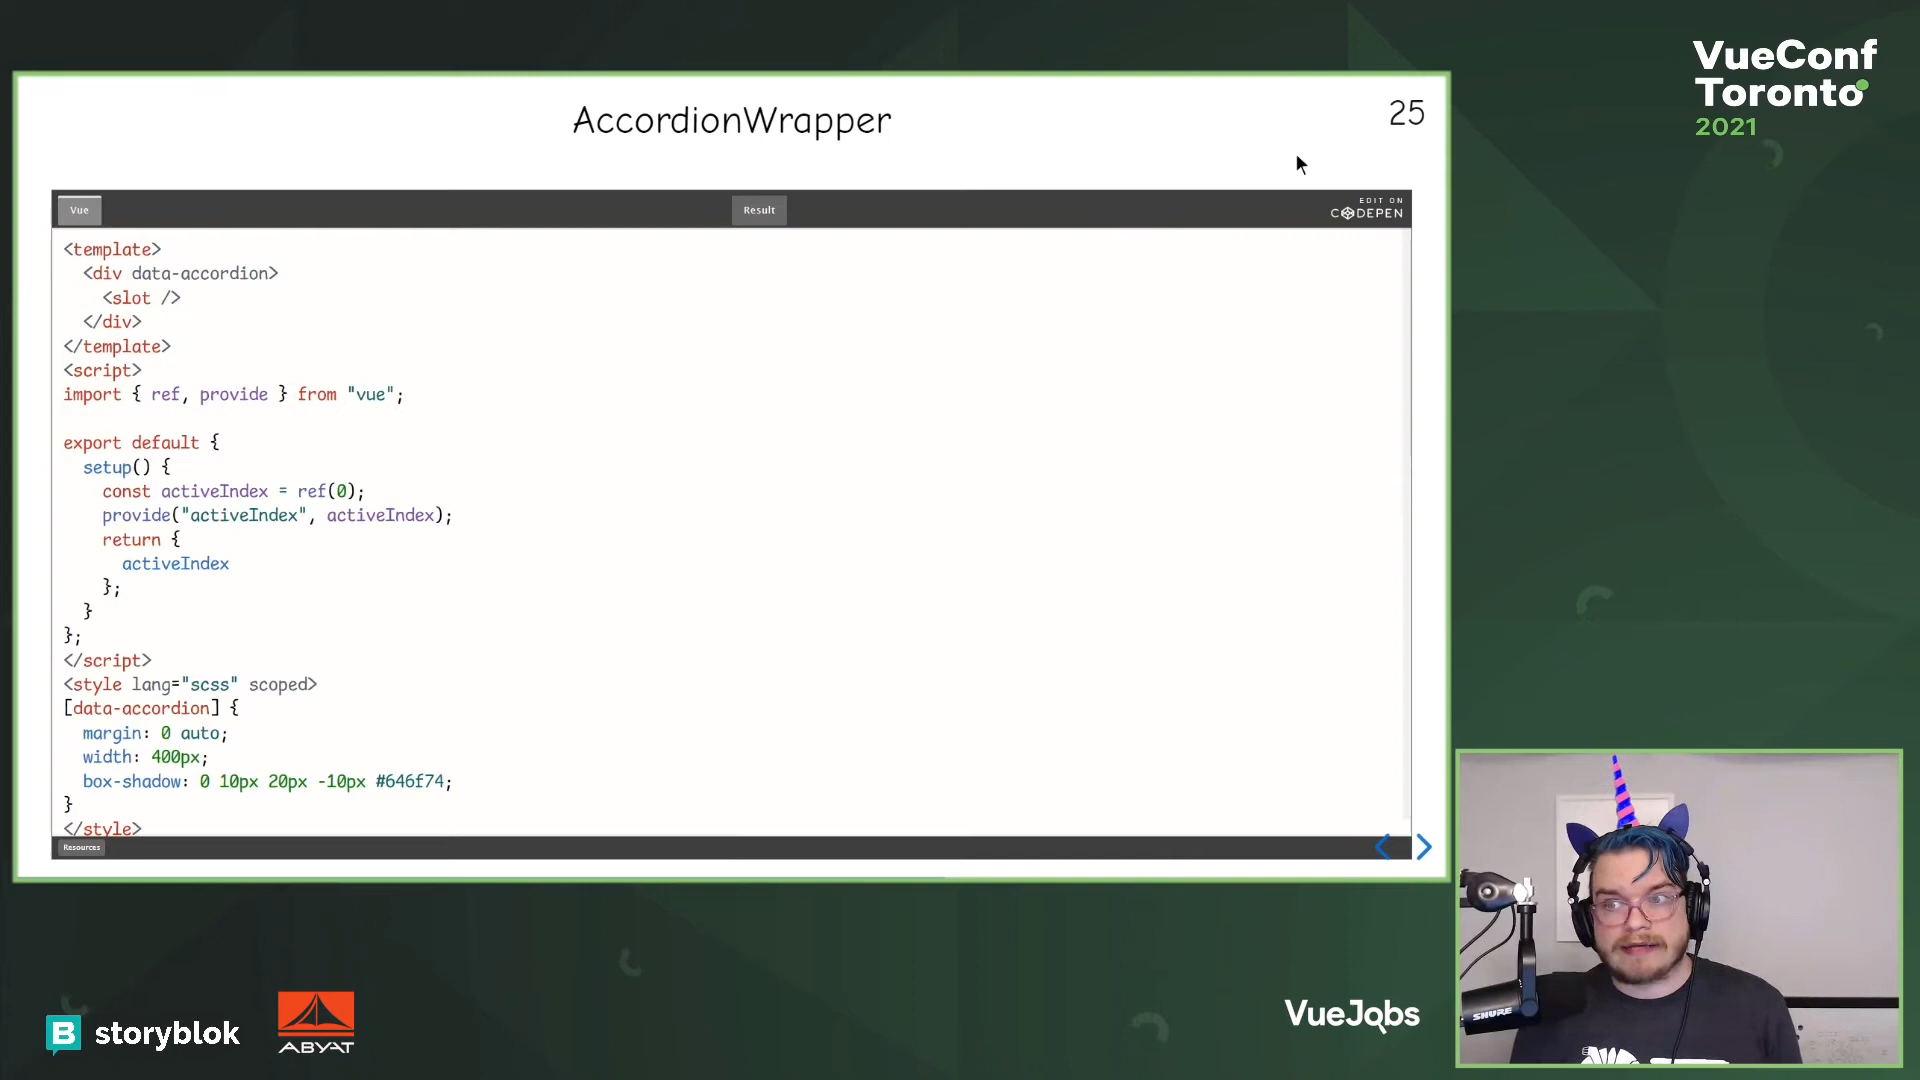 VueConf
Toronto
2021
AccordionWrapper
25
Vue
Result
EDIT ON
CODEPEN
<template>
  <div data-accordion>
    <slot />
  </div>
</template>
<script>
import { ref, provide } from "vue";

export default {
  setup() {
    const activeIndex = ref(0);
    provide("activeIndex", activeIndex);
    return {
      activeIndex
    };
  }
};
</script>
<style lang="scss" scoped>
[data-accordion] {
  margin: 0 auto;
  width: 400px;
  box-shadow: 0 10px 20px -10px #646f74;
}
</style>
Resources
SHURE
B storyblok
ABYAT
VueJobs